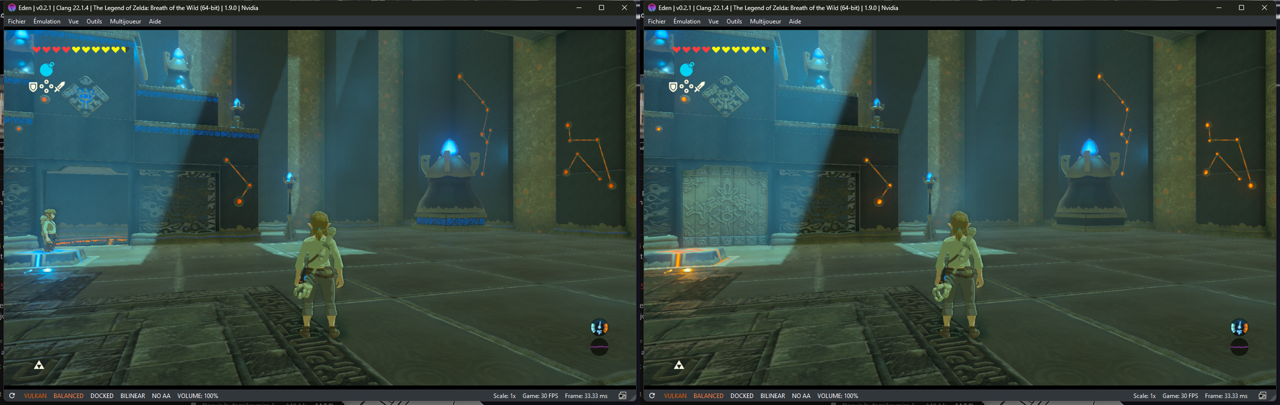 Eden | v0.2.1 | Clang 22.1.4 | The Legend of Zelda: Breath of the Wild (64-bit) | 1.9.0 | Nvidia
Fichier Émulation Vue Outils Multijoueur Aide
VULKAN BALANCED DOCKED BILINEAR NO AA VOLUME: 100% Scale: 1x Game: 30 FPS Frame: 33.33 ms
Eden | v0.2.1 | Clang 22.1.4 | The Legend of Zelda: Breath of the Wild (64-bit) | 1.9.0 | Nvidia
Fichier Émulation Vue Outils Multijoueur Aide
VULKAN BALANCED DOCKED BILINEAR NO AA VOLUME: 100% Scale: 1x Game: 30 FPS Frame: 33.33 ms